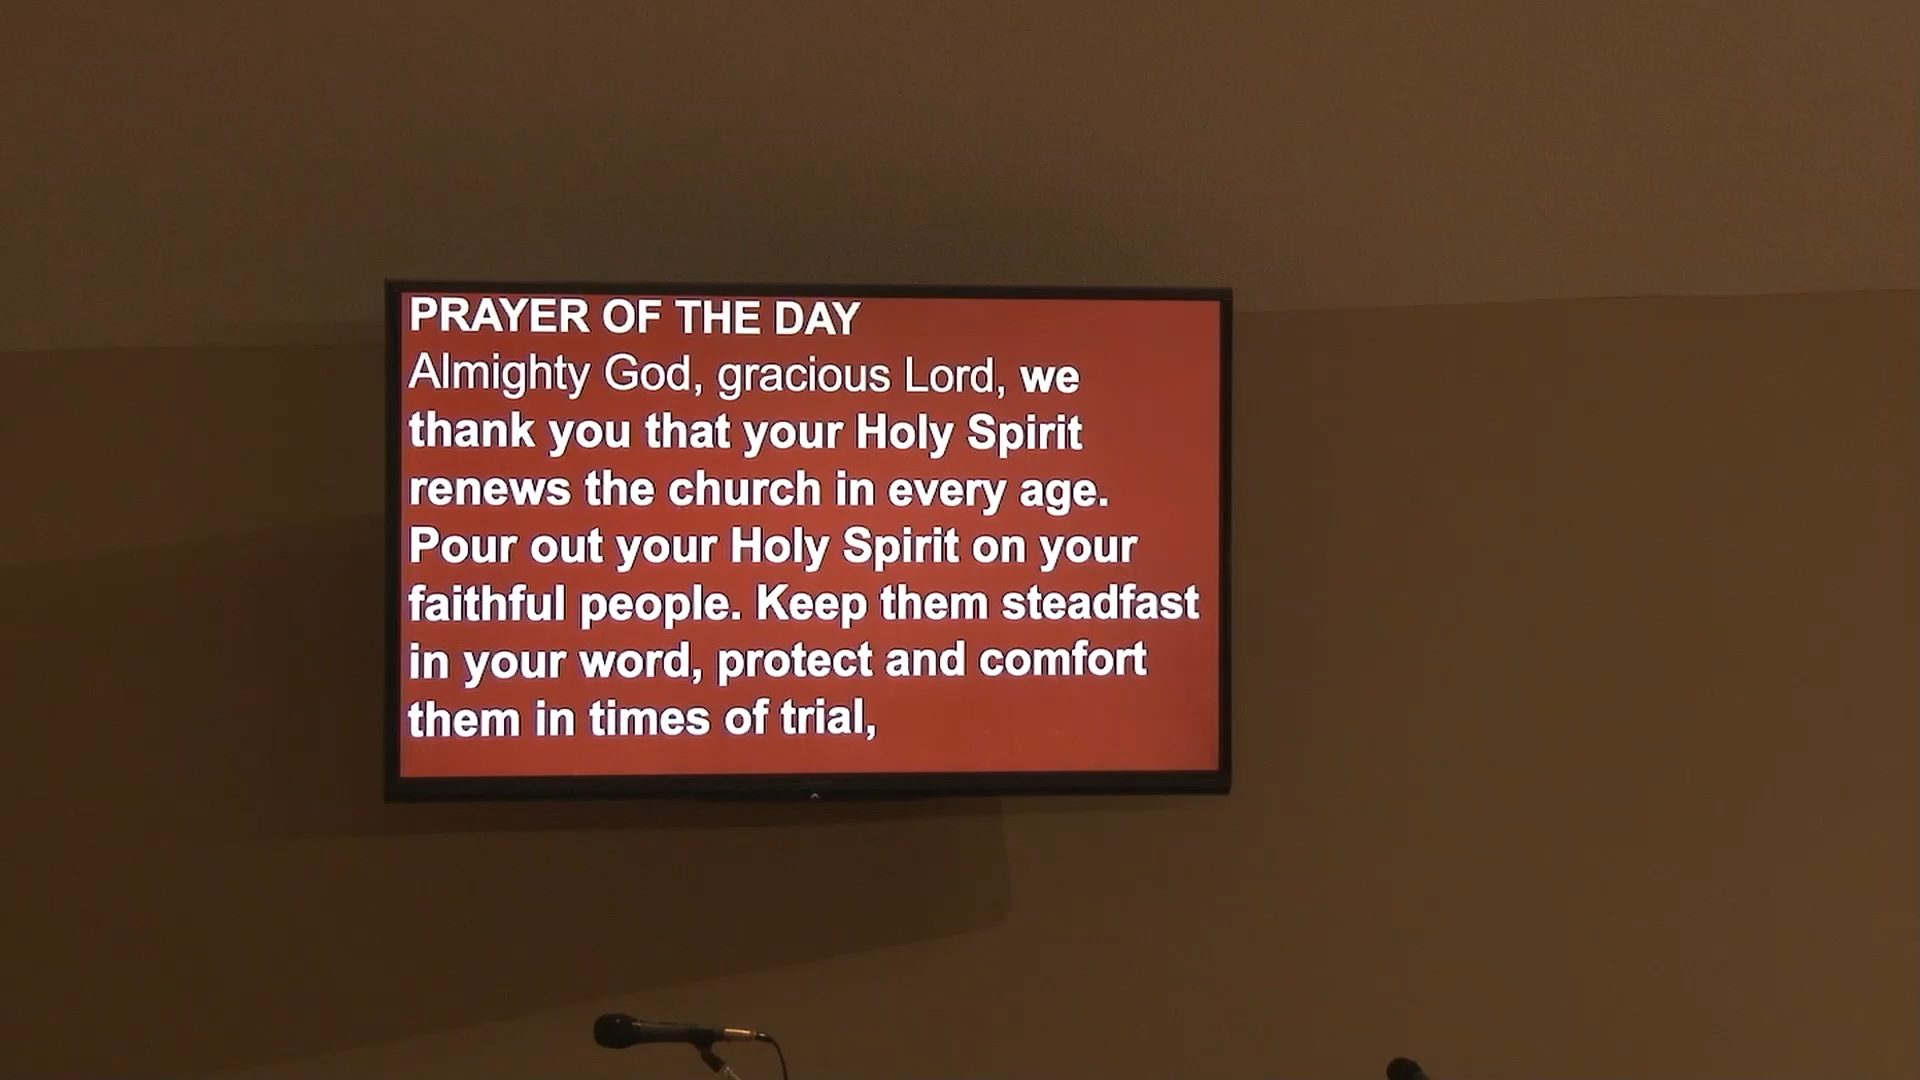 PRAYER OF THE DAY
Almighty God, gracious Lord, we
thank you that your Holy Spirit
renews the church in every age.
Pour out your Holy Spirit on your
faithful people. Keep them steadfast
in your word, protect and comfort
them in times of trial,